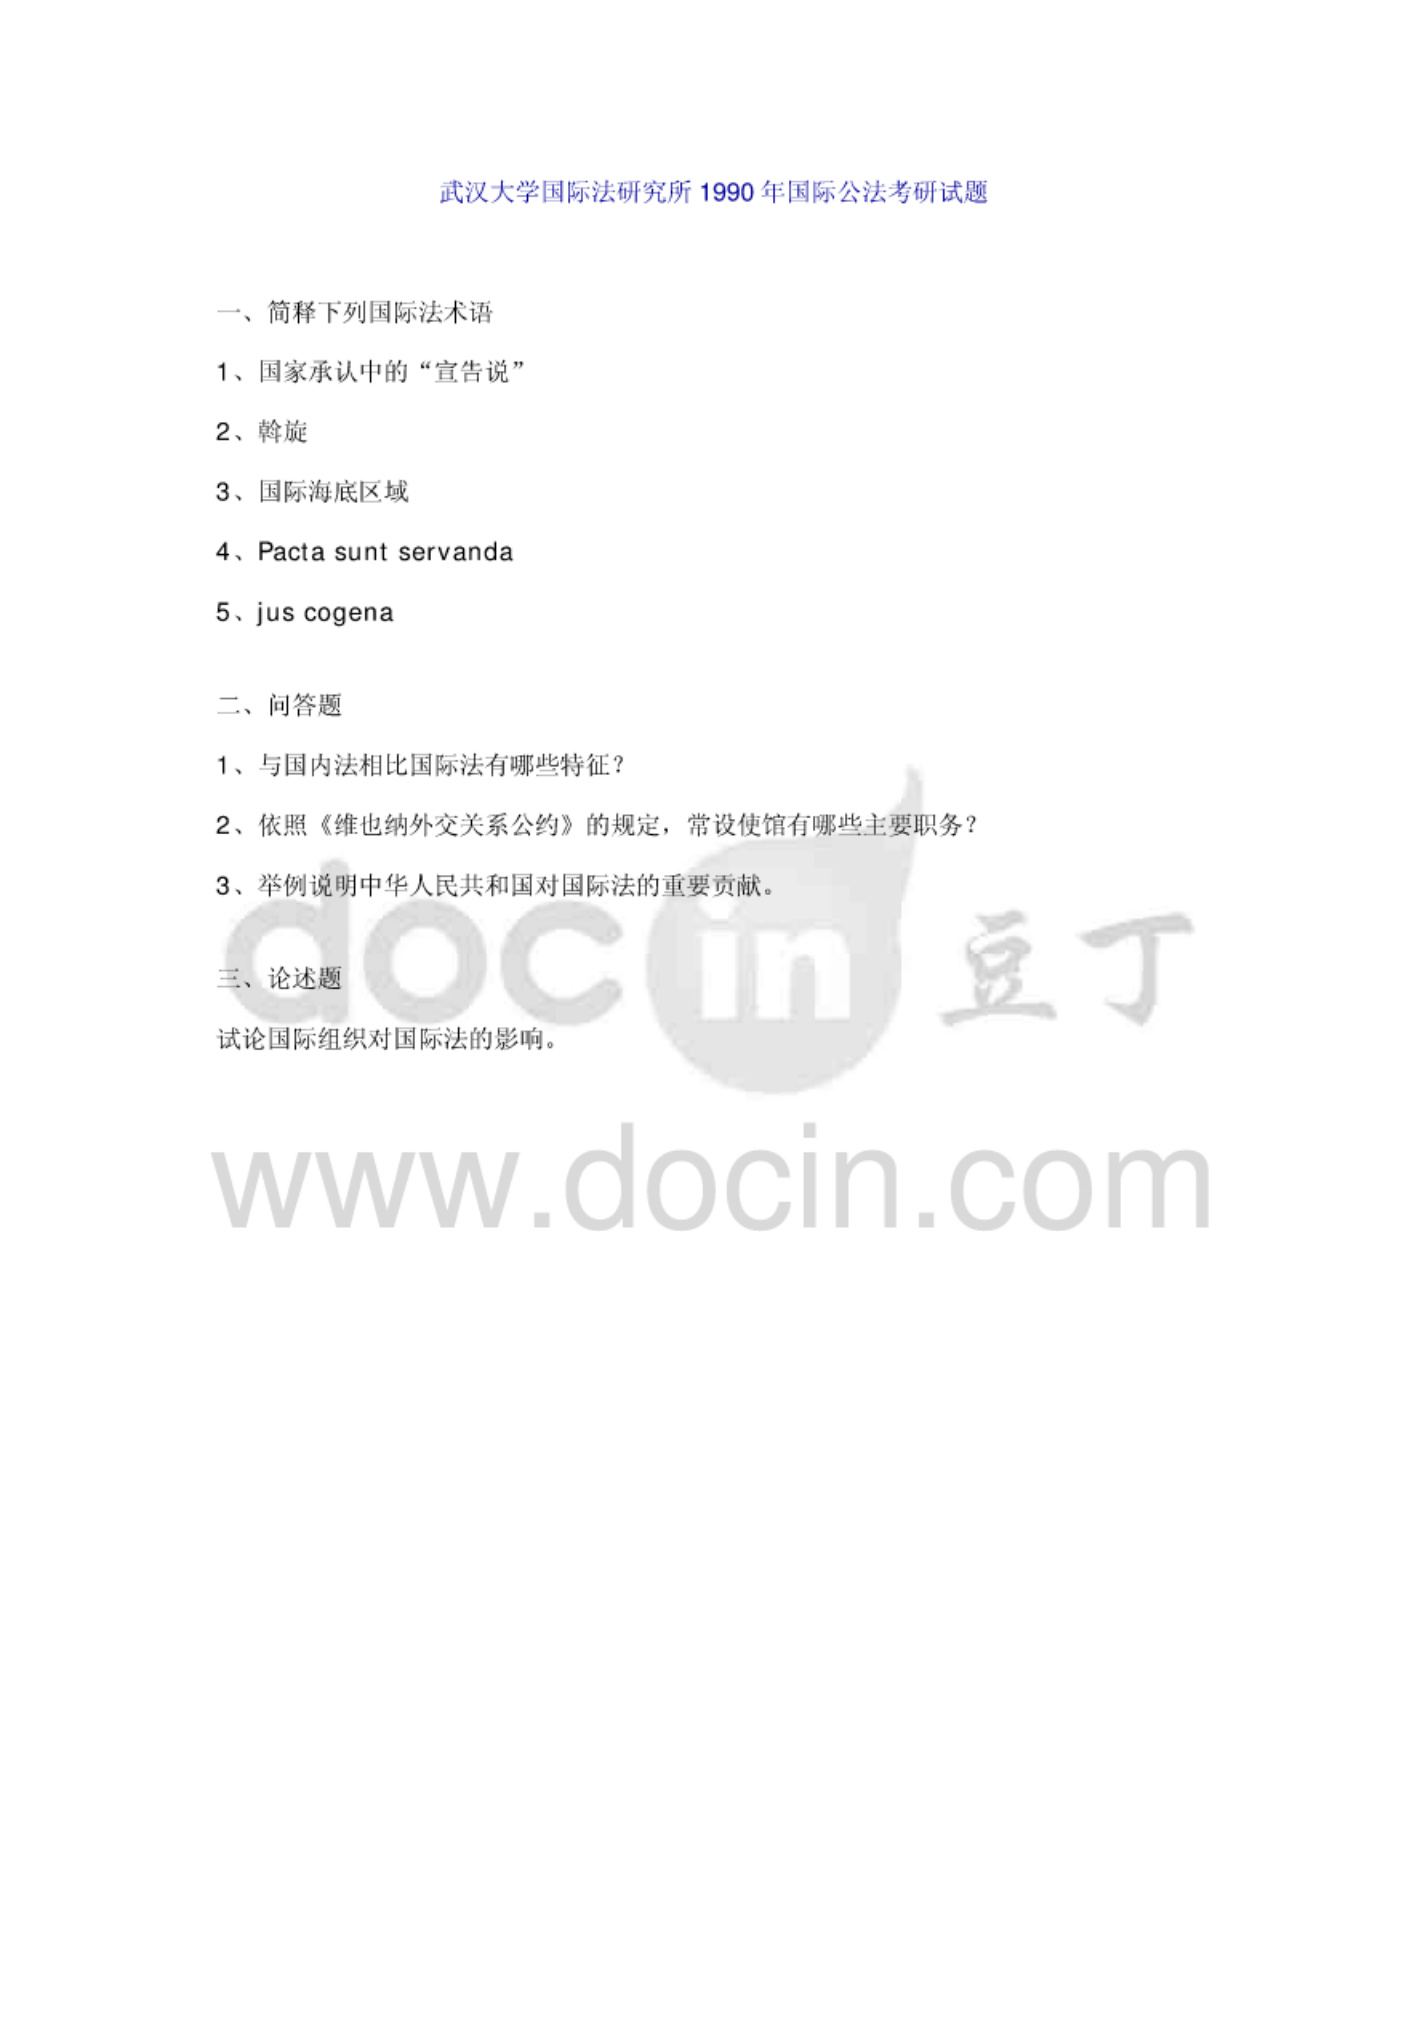 武汉大学国际法研究所 1990 年国际公法考研试题
一、简释下列国际法术语
1、国家承认中的“宣告说”
2、斡旋
3、国际海底区域
4、Pacta sunt servanda
5、jus cogena
二、问答题
1、与国内法相比国际法有哪些特征？
2、依照《维也纳外交关系公约》的规定，常设使馆有哪些主要职务？
3、举例说明中华人民共和国对国际法的重要贡献。
docin 豆丁
三、论述题
试论国际组织对国际法的影响。
www.docin.com